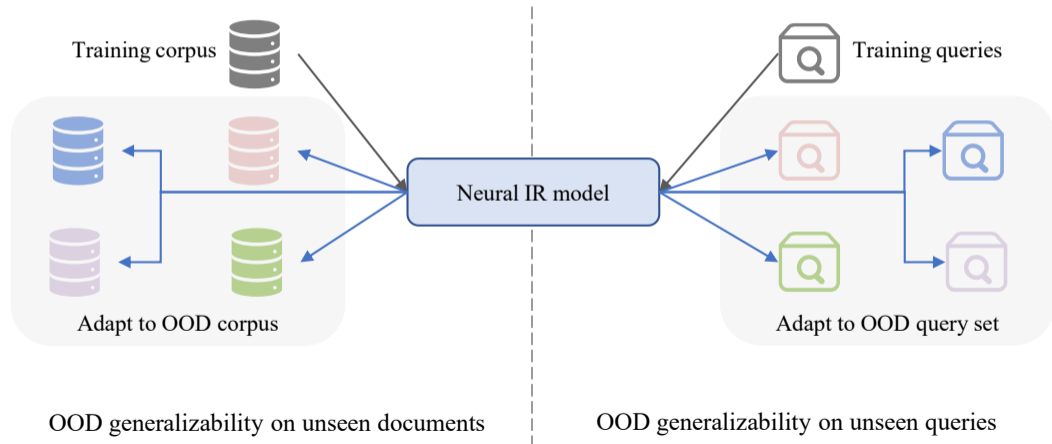 Training corpus
Training queries
Neural IR model
Adapt to OOD corpus
Adapt to OOD query set
OOD generalizability on unseen documents
OOD generalizability on unseen queries